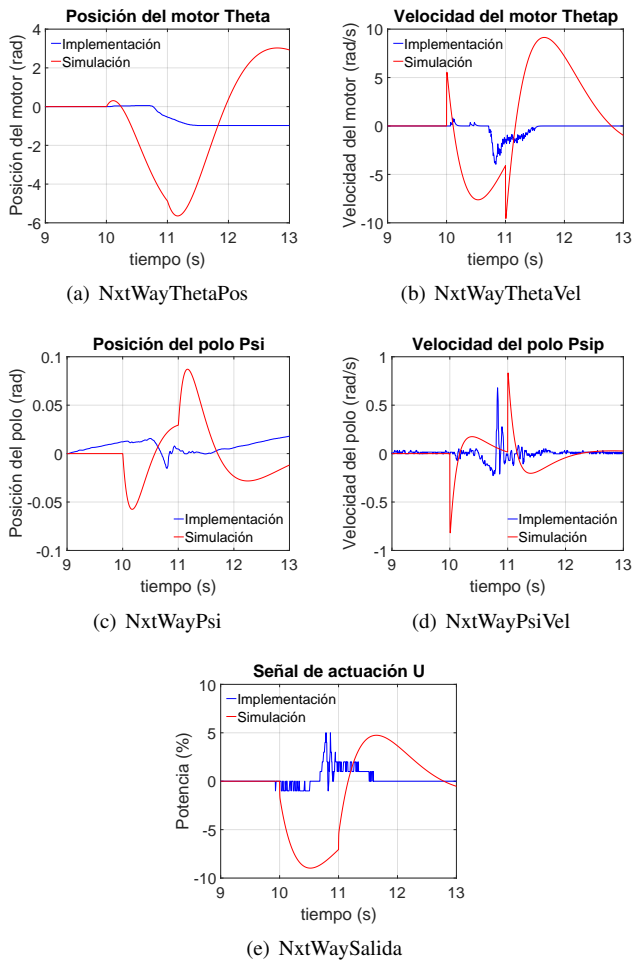 Posición del motor Theta
Implementación
Simulación
Posición del motor (rad)
4
2
0
-2
-4
-6
9
10
11
12
13
tiempo (s)
(a) NxtWayThetaPos
Velocidad del motor Thetap
Implementación
Simulación
Velocidad del motor (rad/s)
10
5
0
-5
-10
9
10
11
12
13
tiempo (s)
(b) NxtWayThetaVel
Posición del polo Psi
Posición del polo (rad)
0.1
0.05
0
-0.05
-0.1
Implementación
Simulación
9
10
11
12
13
tiempo (s)
(c) NxtWayPsi
Velocidad del polo Psip
Velocidad del polo (rad/s)
1
0.5
0
-0.5
-1
Implementación
Simulación
9
10
11
12
13
tiempo (s)
(d) NxtWayPsiVel
Señal de actuación U
Implementación
Simulación
Potencia (%)
10
5
0
-5
-10
9
10
11
12
13
tiempo (s)
(e) NxtWaySalida